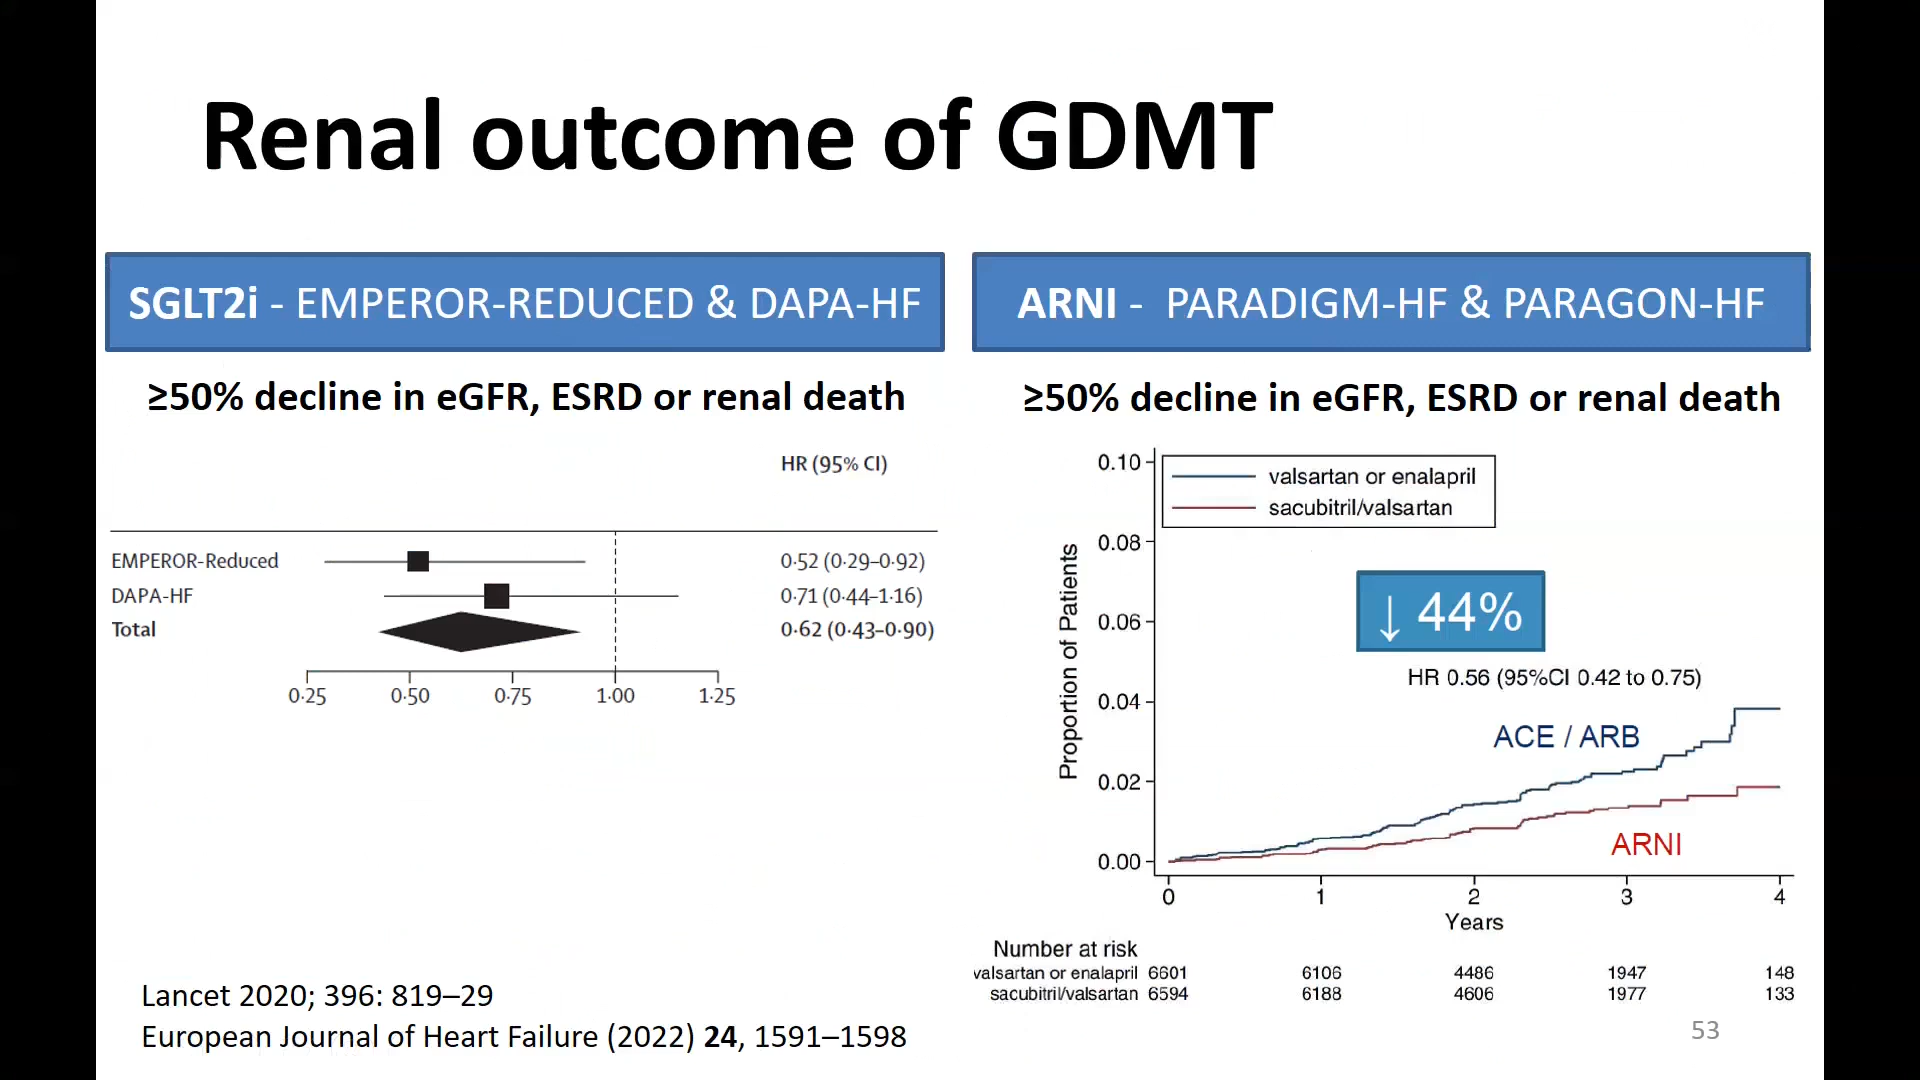 Renal outcome of GDMT
SGLT2i - EMPEROR-REDUCED & DAPA-HF
≥50% decline in eGFR, ESRD or renal death
HR (95% CI)
EMPEROR-Reduced 0·52 (0·29–0·92)
DAPA-HF 0·71 (0·44–1·16)
Total 0·62 (0·43–0·90)
0·25 0·50 0·75 1·00 1·25
ARNI - PARADIGM-HF & PARAGON-HF
≥50% decline in eGFR, ESRD or renal death
valsartan or enalapril
sacubitril/valsartan
Proportion of Patients
0.10
0.08
0.06
0.04
0.02
0.00
↓ 44%
HR 0.56 (95%CI 0.42 to 0.75)
ACE / ARB
ARNI
0 1 2 3 4
Years
Number at risk
valsartan or enalapril 6601 6106 4486 1947 148
sacubitril/valsartan 6594 6188 4606 1977 133
Lancet 2020; 396: 819–29
European Journal of Heart Failure (2022) 24, 1591–1598
53